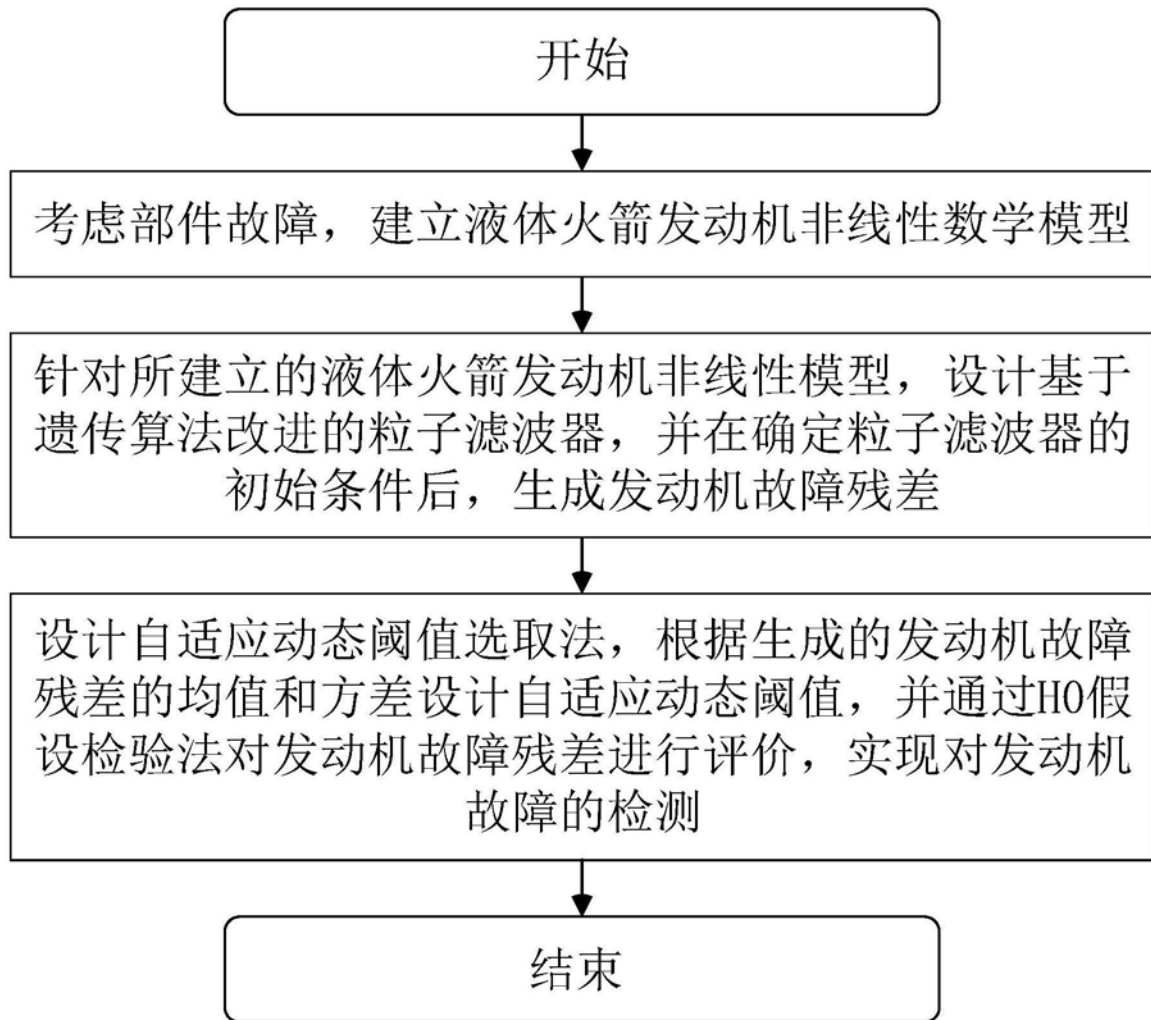 开始
考虑部件故障，建立液体火箭发动机非线性数学模型
针对所建立的液体火箭发动机非线性模型，设计基于
遗传算法改进的粒子滤波器，并在确定粒子滤波器的
初始条件后，生成发动机故障残差
设计自适应动态阈值选取法，根据生成的发动机故障
残差的均值和方差设计自适应动态阈值，并通过H0假
设检验法对发动机故障残差进行评价，实现对发动机
故障的检测
结束